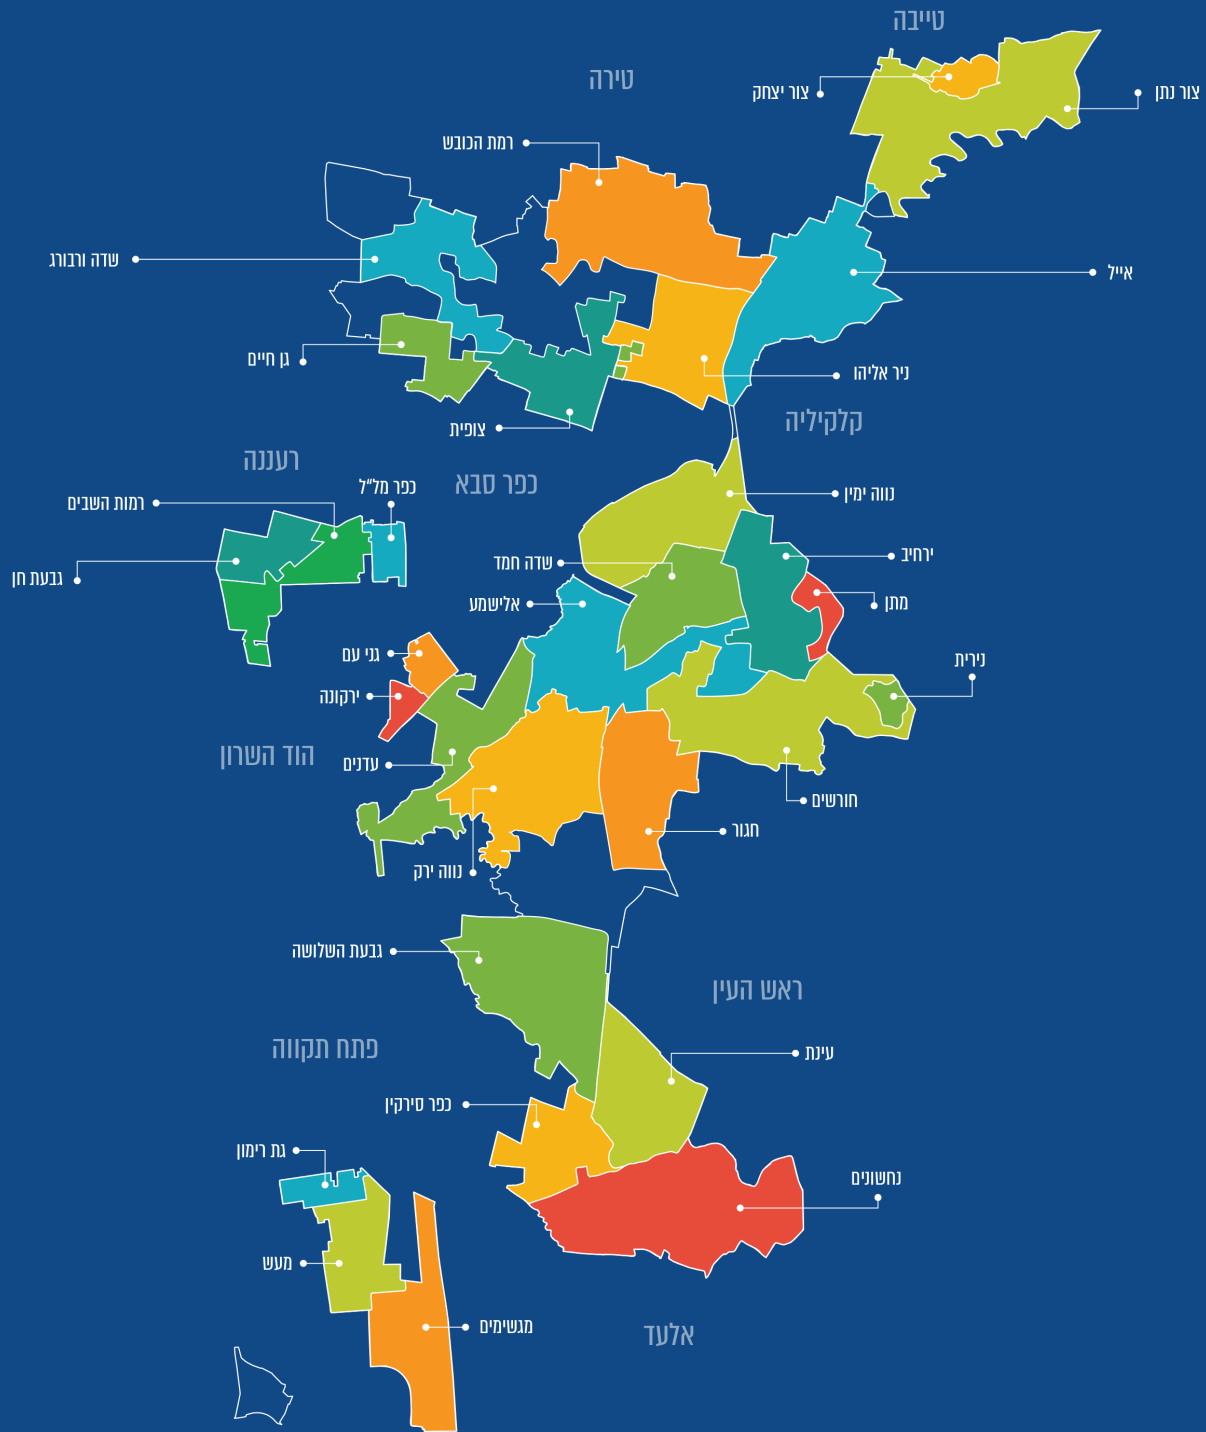 טייבה
טירה
צור יצחק
צור נתן
רמת הכובש
שדה ורבורג
אייל
גן חיים
ניר אליהו
צופית
קלקיליה
רעננה
כפר סבא
כפר מל״ל
רמות השבים
נווה ימין
ירחיב
שדה חמד
גבעת חן
אלישמע
מתן
גני עם
נירית
ירקונה
הוד השרון
עדנים
חורשים
חגור
נווה ירק
גבעת השלושה
ראש העין
פתח תקווה
עינת
כפר סירקין
גת רימון
נחשונים
מעש
מגשימים
אלעד